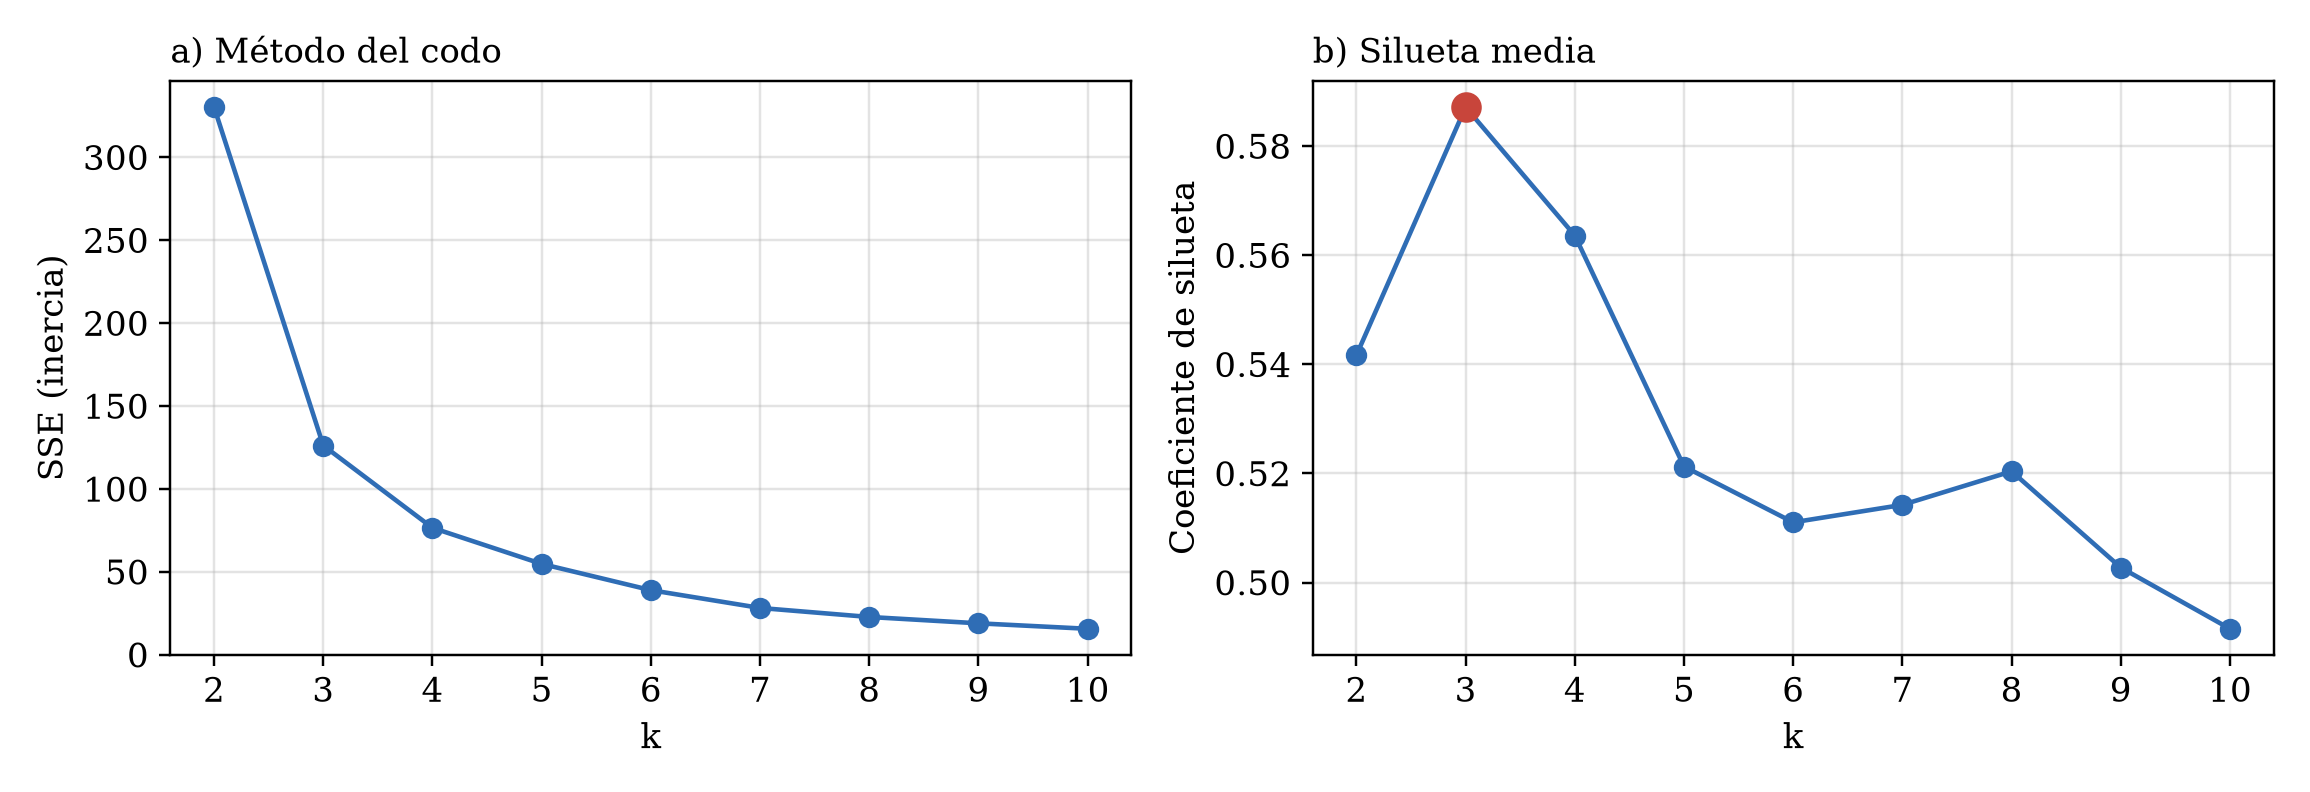 a) Método del codo
SSE (inercia)
300
250
200
150
100
50
0
2 3 4 5 6 7 8 9 10
k
b) Silueta media
Coeficiente de silueta
0.58
0.56
0.54
0.52
0.50
2 3 4 5 6 7 8 9 10
k